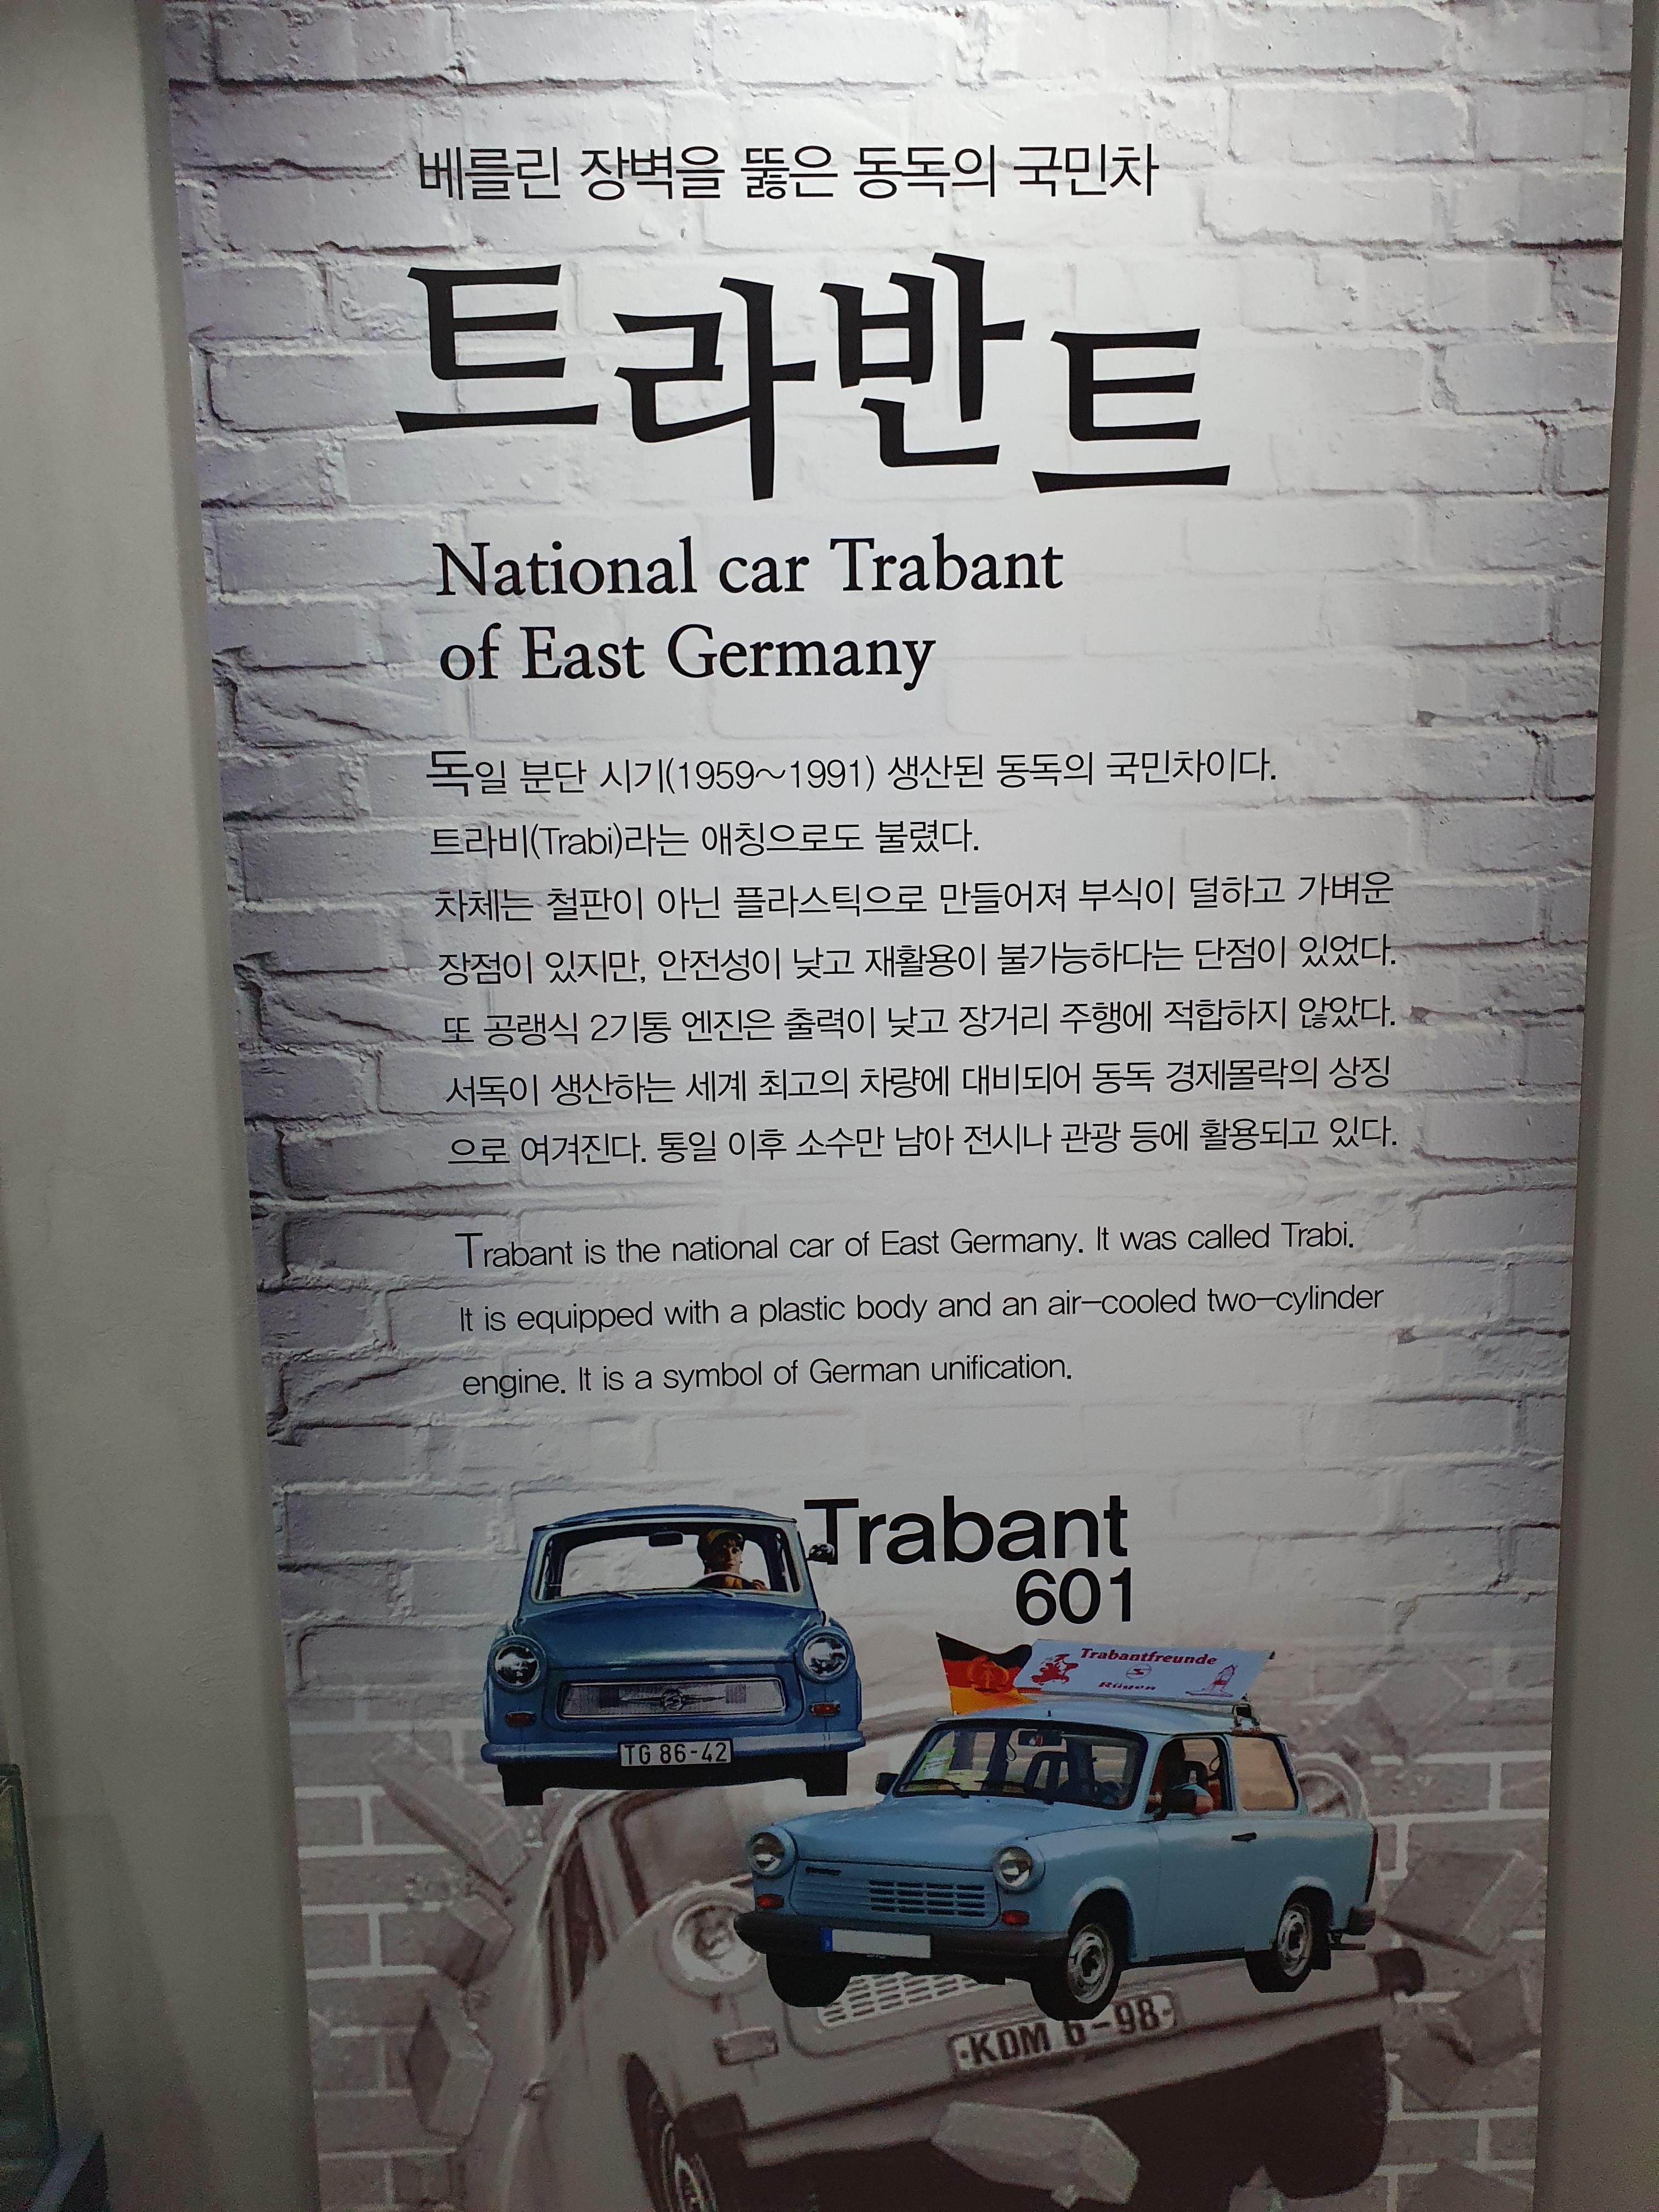 베를린 장벽을 뚫은 동독의 국민차
트라반트
National car Trabant
of East Germany
독일 분단 시기(1959~1991) 생산된 동독의 국민차이다.
트라비(Trabi)라는 애칭으로도 불렸다.
차체는 철판이 아닌 플라스틱으로 만들어져 부식이 덜하고 가벼운
장점이 있지만, 안전성이 낮고 재활용이 불가능하다는 단점이 있었다.
또 공랭식 2기통 엔진은 출력이 낮고 장거리 주행에 적합하지 않았다.
서독이 생산하는 세계 최고의 차량에 대비되어 동독 경제몰락의 상징
으로 여겨진다. 통일 이후 소수만 남아 전시나 관광 등에 활용되고 있다.
Trabant is the national car of East Germany. It was called Trabi.
It is equipped with a plastic body and an air-cooled two-cylinder
engine. It is a symbol of German unification.
Trabant
601
Trabantfreunde
Rügen
TG 86-42
KDM 6-98